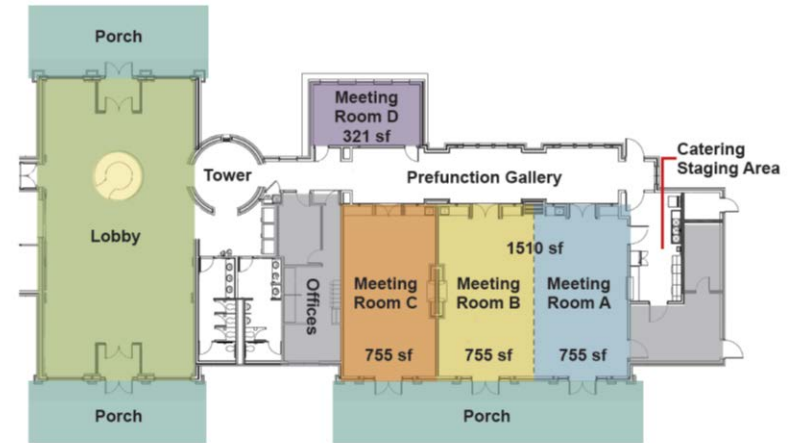 Porch
Meeting
Room D
321 sf
Catering
Staging Area
Tower
Prefunction Gallery
Lobby
1510 sf
Offices
Meeting
Room C
Meeting
Room B
Meeting
Room A
755 sf
755 sf
755 sf
Porch
Porch